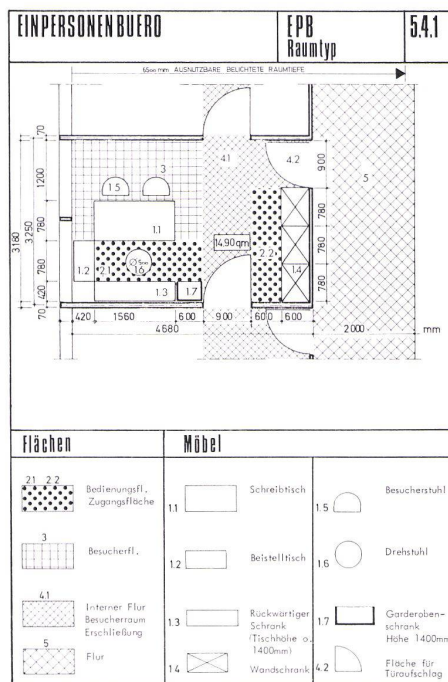 EINPERSONENBUERO
EPB
Raumtyp
5.4.1
6500 mm AUSNUTZBARE BELICHTETE RAUMTIEFE
70
1200
780
780
420
70
3180
3250
3
1.5
1.1
4.1
4.2
900
5
14.90 qm
780
780
780
1.2
2.1
1.6
2.2
1.4
1.3
1.7
420
1560
600
900
600
600
2000
mm
4680
Flächen
Möbel
2.1 2.2
Bedienungsfl.
Zugangsfläche
3
Besucherfl.
4.1
Interner Flur
Besucherraum
Erschließung
5
Flur
1.1
Schreibtisch
1.2
Beistelltisch
1.3
Rückwärtiger
Schrank
(Tischhöhe o.
1400mm)
1.4
Wandschrank
1.5
Besucherstuhl
1.6
Drehstuhl
1.7
Garderoben-
schrank
Höhe 1400mm
4.2
Fläche für
Türaufschlag